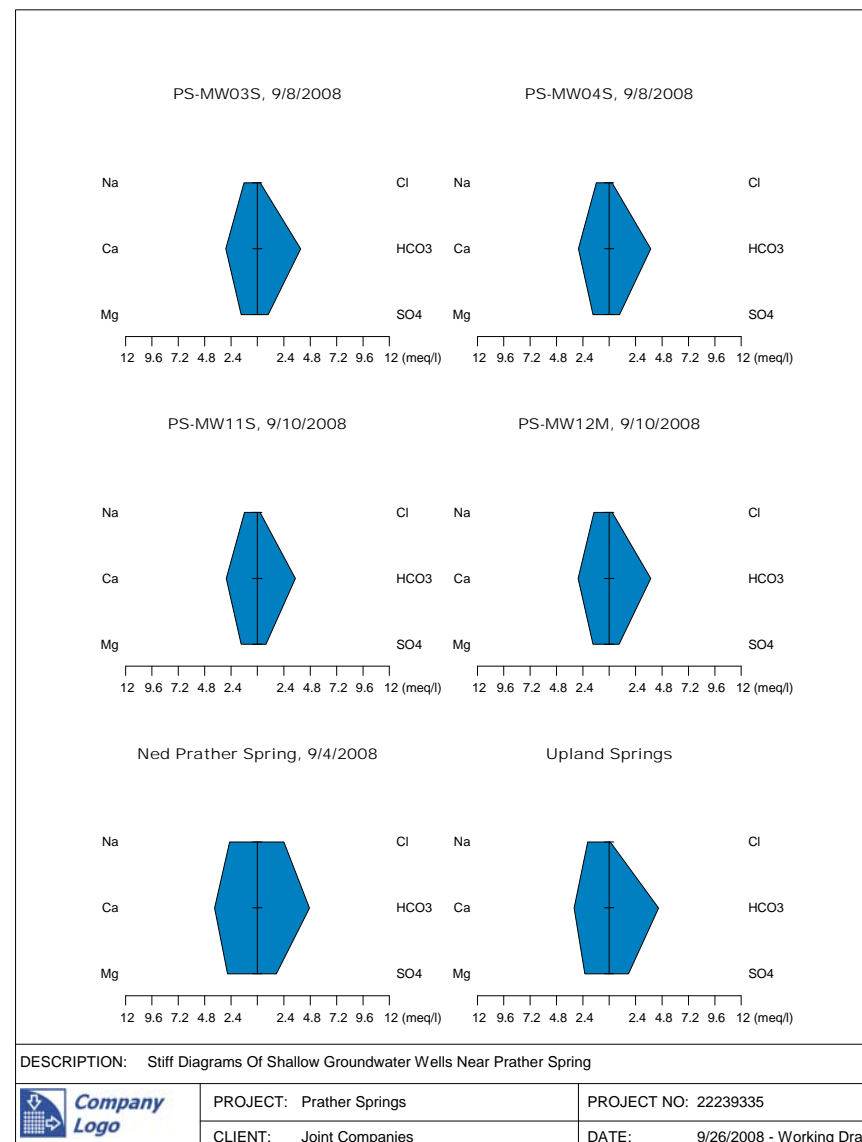 PS-MW03S, 9/8/2008
PS-MW04S, 9/8/2008
Na Cl Na Cl
Ca HCO3 Ca HCO3
Mg SO4 Mg SO4
12 9.6 7.2 4.8 2.4 2.4 4.8 7.2 9.6 12 (meq/l) 12 9.6 7.2 4.8 2.4 2.4 4.8 7.2 9.6 12 (meq/l)
PS-MW11S, 9/10/2008
PS-MW12M, 9/10/2008
Na Cl Na Cl
Ca HCO3 Ca HCO3
Mg SO4 Mg SO4
12 9.6 7.2 4.8 2.4 2.4 4.8 7.2 9.6 12 (meq/l) 12 9.6 7.2 4.8 2.4 2.4 4.8 7.2 9.6 12 (meq/l)
Ned Prather Spring, 9/4/2008
Upland Springs
Na Cl Na Cl
Ca HCO3 Ca HCO3
Mg SO4 Mg SO4
12 9.6 7.2 4.8 2.4 2.4 4.8 7.2 9.6 12 (meq/l) 12 9.6 7.2 4.8 2.4 2.4 4.8 7.2 9.6 12 (meq/l)
DESCRIPTION: Stiff Diagrams Of Shallow Groundwater Wells Near Prather Spring
Company
Logo
PROJECT: Prather Springs
PROJECT NO: 22239335
CLIENT: Joint Companies
DATE: 9/26/2008 - Working Dra